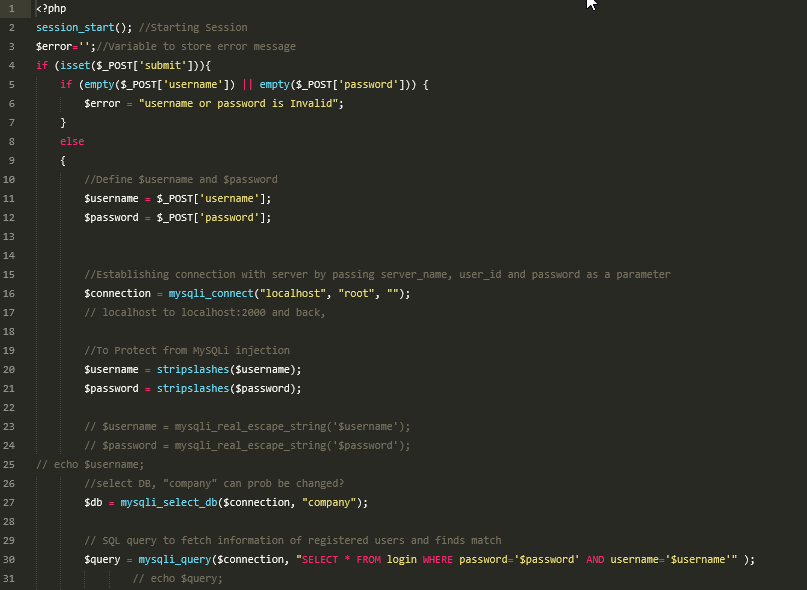 1 <?php
2 session_start(); //Starting Session
3 $error='';//Variable to store error message
4 if (isset($_POST['submit'])){
5 if (empty($_POST['username']) || empty($_POST['password'])) {
6 $error = "username or password is Invalid";
7 }
8 else
9 {
10 //Define $username and $password
11 $username = $_POST['username'];
12 $password = $_POST['password'];
13
14
15 //Establishing connection with server by passing server_name, user_id and password as a parameter
16 $connection = mysqli_connect("localhost", "root", "");
17 // localhost to localhost:2000 and back,
18
19 //To Protect from MySQLi injection
20 $username = stripslashes($username);
21 $password = stripslashes($password);
22
23 // $username = mysqli_real_escape_string('$username');
24 // $password = mysqli_real_escape_string('$password');
25 // echo $username;
26 //select DB, "company" can prob be changed?
27 $db = mysqli_select_db($connection, "company");
28
29 // SQL query to fetch information of registered users and finds match
30 $query = mysqli_query($connection, "SELECT * FROM login WHERE password='$password' AND username='$username'" );
31 // echo $query;